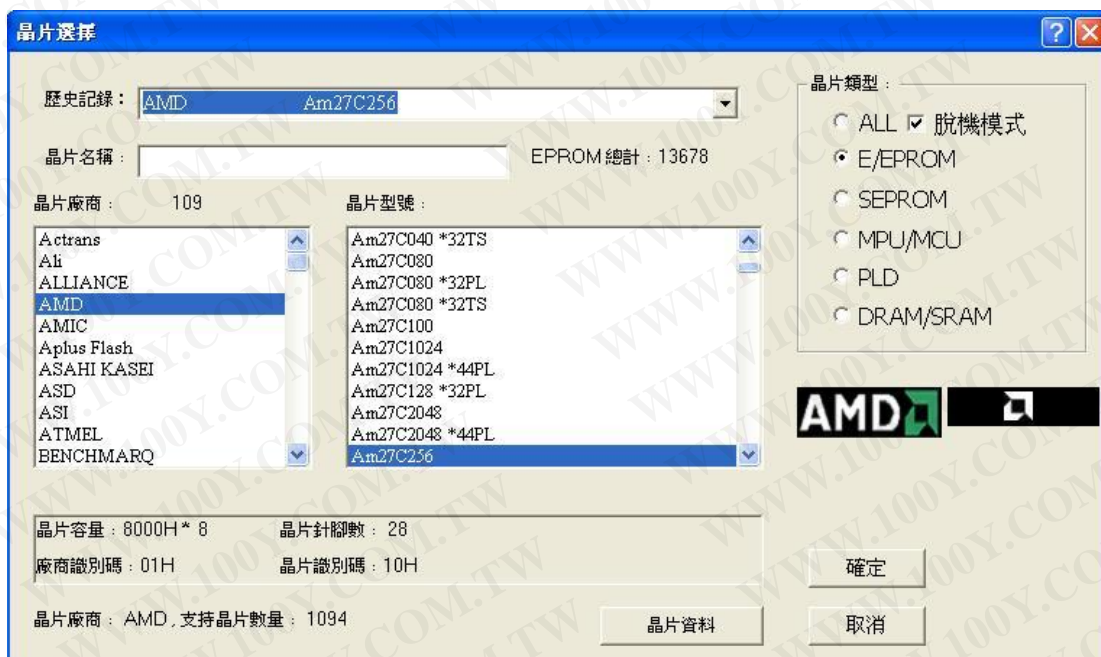 晶片選擇
歷史記錄： AMD Am27C256
晶片名稱： EPROM 總計：13678
晶片廠商： 109 晶片型號：
Actrans
Ali
ALLIANCE
AMD
AMIC
Aplus Flash
ASAHI KASEI
ASD
ASI
ATMEL
BENCHMARQ
Am27C040 *32TS
Am27C080
Am27C080 *32PL
Am27C080 *32TS
Am27C100
Am27C1024
Am27C1024 *44PL
Am27C128 *32PL
Am27C2048
Am27C2048 *44PL
Am27C256
晶片類型：
ALL 脫機模式
E/EPROM
SEPROM
MPU/MCU
PLD
DRAM/SRAM
AMD
晶片容量：8000H * 8 晶片針腳數：28
廠商識別碼：01H 晶片識別碼：10H
晶片廠商：AMD,支持晶片數量：1094
晶片資料
確定
取消
WWW.100Y.COM.TW